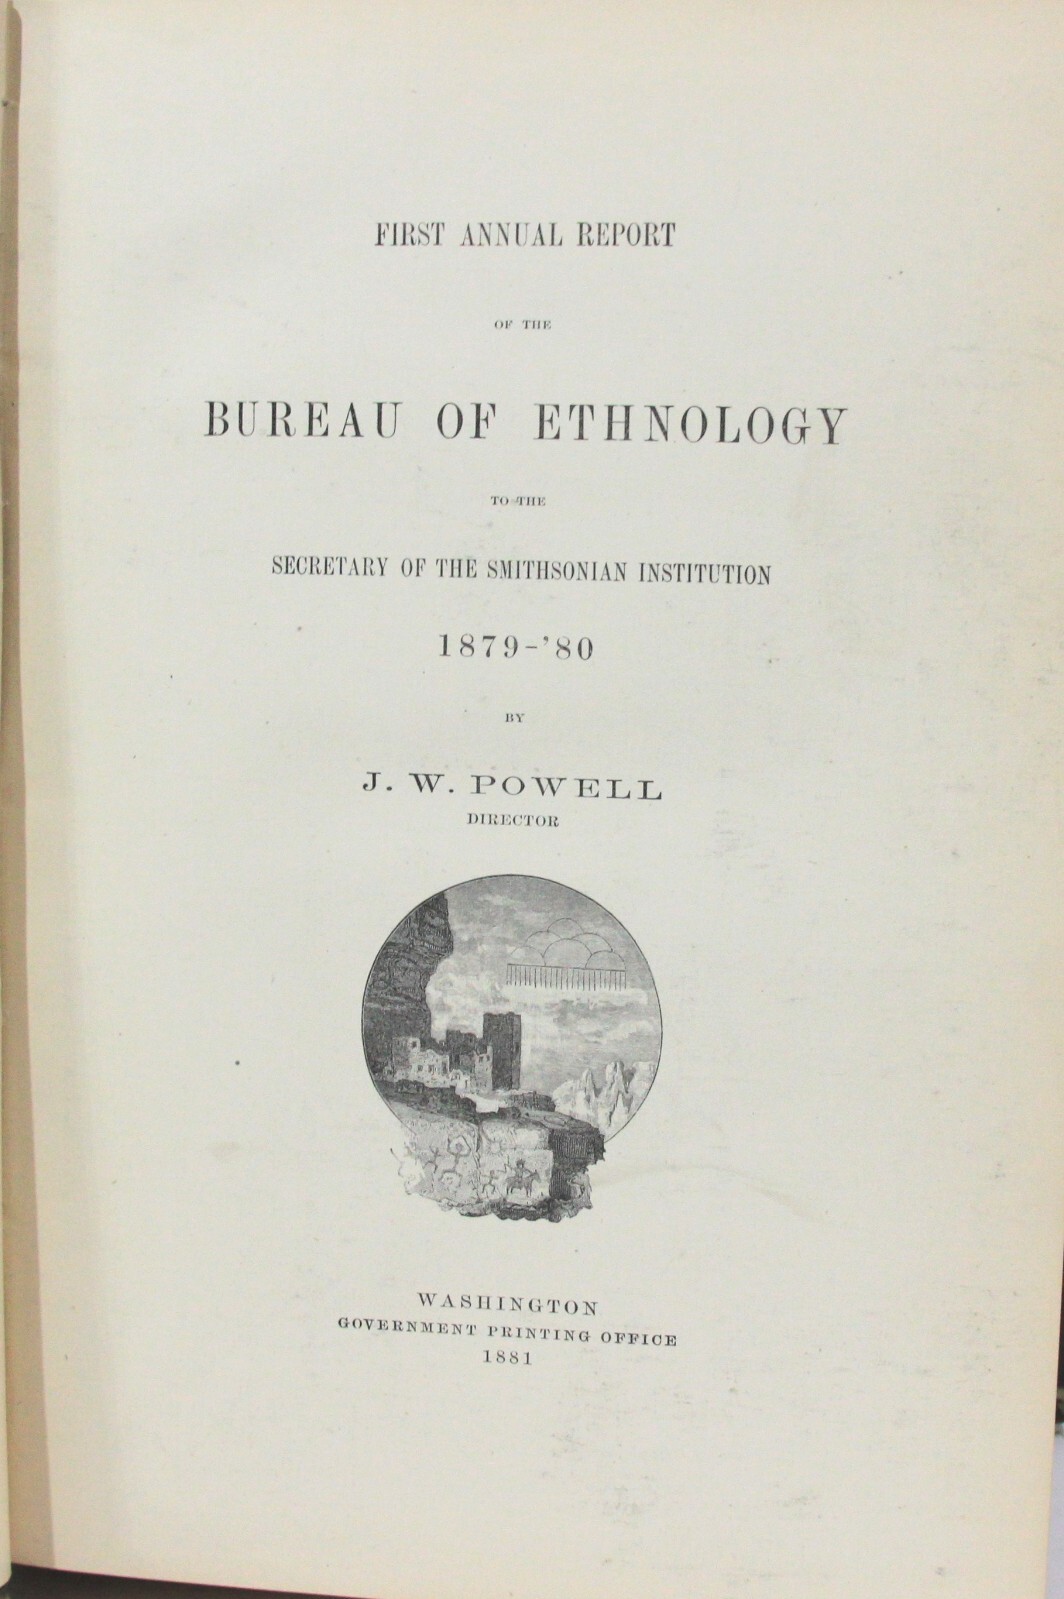 FIRST ANNUAL REPORT
OF THE
BUREAU OF ETHNOLOGY
TO THE
SECRETARY OF THE SMITHSONIAN INSTITUTION
1879-'80
BY
J. W. POWELL
DIRECTOR
WASHINGTON
GOVERNMENT PRINTING OFFICE
1881